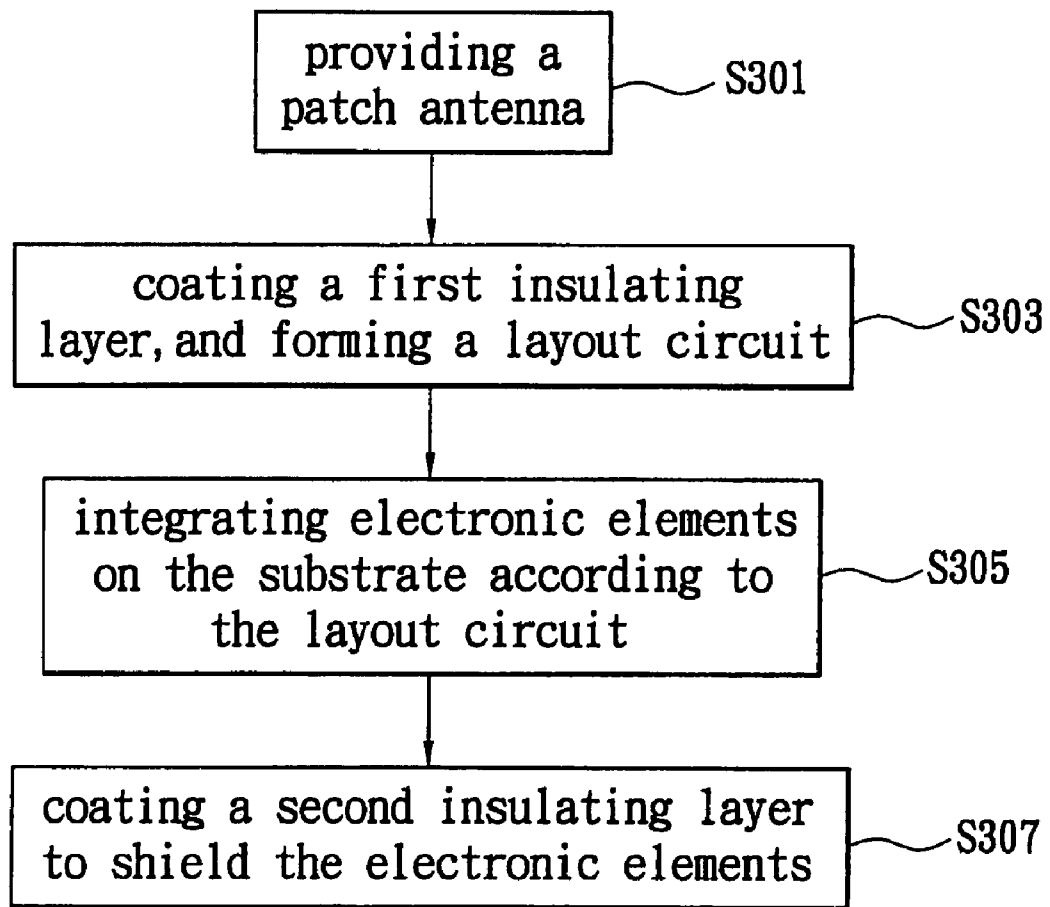 providing a
patch antenna
S301
coating a first insulating
layer, and forming a layout circuit
S303
integrating electronic elements
on the substrate according to
the layout circuit
S305
coating a second insulating layer
to shield the electronic elements
S307